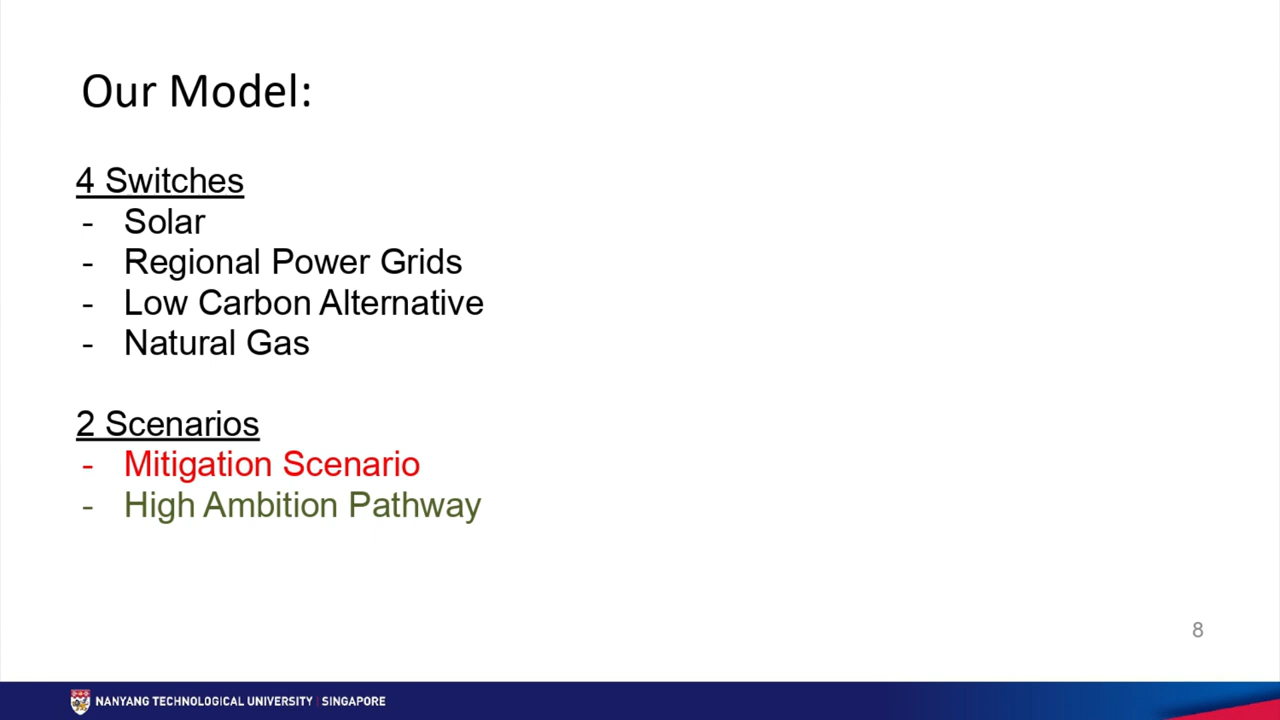 Our Model:
4 Switches
- Solar
- Regional Power Grids
- Low Carbon Alternative
- Natural Gas
2 Scenarios
- Mitigation Scenario
- High Ambition Pathway
8
NANYANG TECHNOLOGICAL UNIVERSITY | SINGAPORE